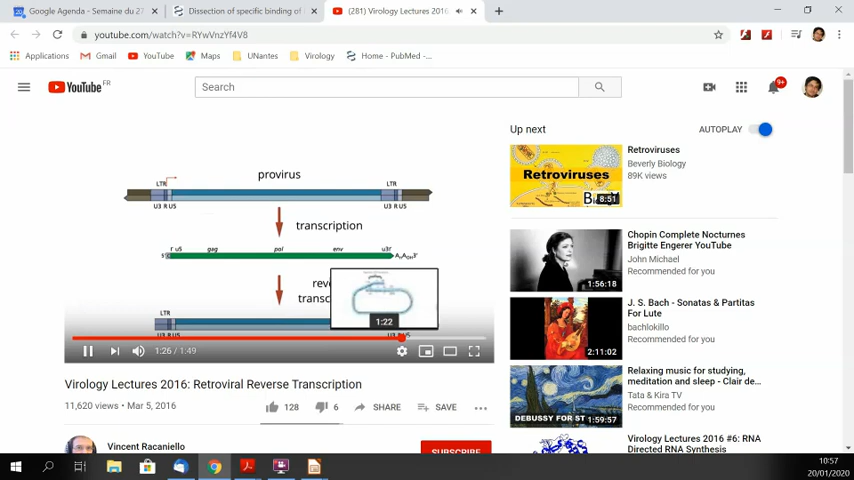 Google Agenda - Semaine du 27
Dissection of specific binding of
(281) Virology Lectures 2016
youtube.com/watch?v=RYwVnzYf4V8
Applications
Gmail
YouTube
Maps
UNantes
Virology
Home - PubMed -...
YouTube FR
Search
9+
provirus
LTR
LTR
U3 R U5
U3 R U5
transcription
r u5 gag pol env u3r
LTR
U3 R U5
1:22
1:26 / 1:49
Virology Lectures 2016: Retroviral Reverse Transcription
11,620 views • Mar 5, 2016
128
6
SHARE
SAVE
Vincent Racaniello
SUBSCRIBE
Up next
AUTOPLAY
Retroviruses
8:51
Retroviruses
Beverly Biology
89K views
1:56:18
Chopin Complete Nocturnes
Brigitte Engerer YouTube
John Michael
Recommended for you
2:11:02
J. S. Bach - Sonatas & Partitas
For Lute
bachlokillo
Recommended for you
DEBUSSY FOR ST
1:59:57
Relaxing music for studying,
meditation and sleep - Clair de...
Tata & Kira TV
Recommended for you
Virology Lectures 2016 #6: RNA
Directed RNA Synthesis
10:57
20/01/2020